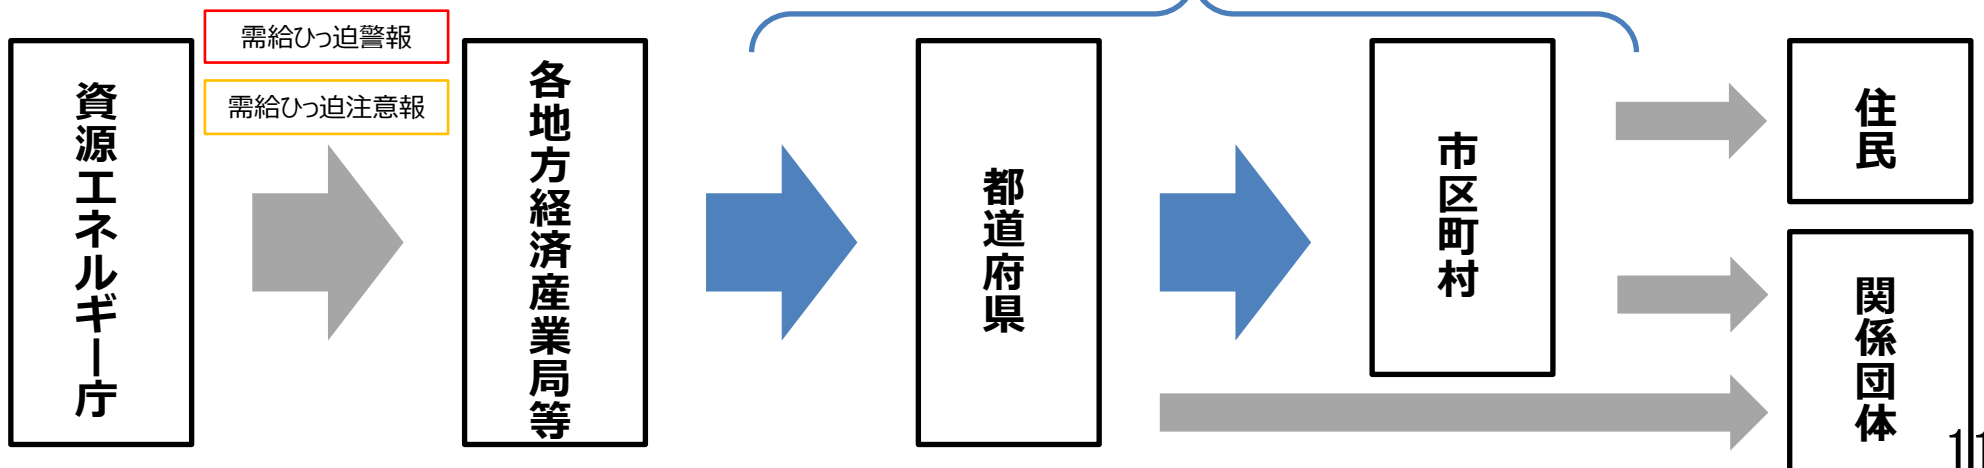 資源エネルギー庁
需給ひっ迫警報
需給ひっ迫注意報
各地方経済産業局等
都道府県
市区町村
住民
関係団体
11